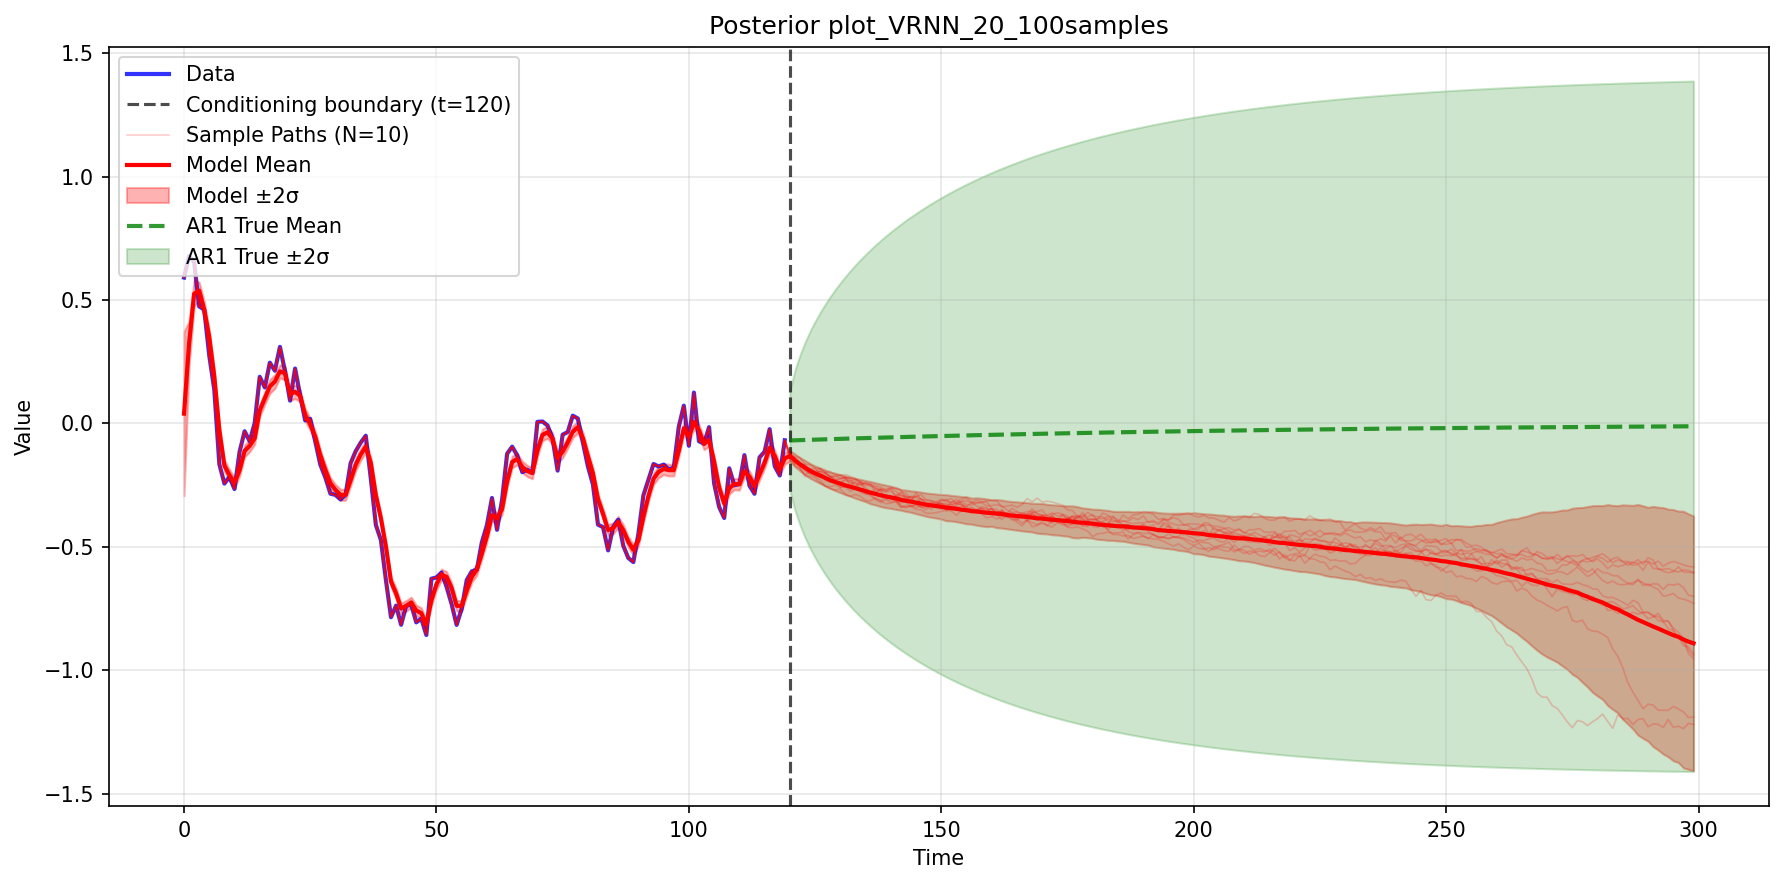 Posterior plot_VRNN_20_100samples
1.5
1.0
0.5
0.0
−0.5
−1.0
−1.5
Value
Data
Conditioning boundary (t=120)
Sample Paths (N=10)
Model Mean
Model ±2σ
AR1 True Mean
AR1 True ±2σ
0
50
100
150
200
250
300
Time